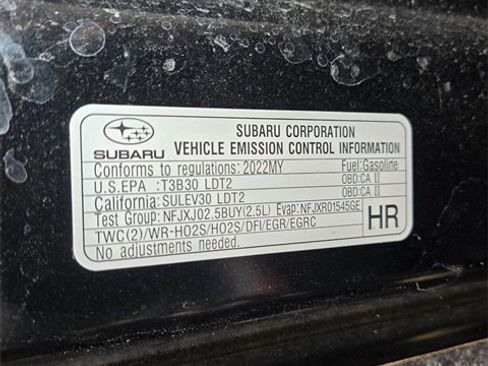 SUBARU CORPORATION
SUBARU VEHICLE EMISSION CONTROL INFORMATION
Conforms to regulations: 2022MY Fuel:Gasoline
U.S.EPA :T3B30 LDT2 OBD:CA II
California: SULEV30 LDT2 OBD:CA II
Test Group: NFJXJ02.5BUY(2.5L) Evap: NFJXR01545GE
TWC(2)/WR-HO2S/HO2S/DFI/EGR/EGRC HR
No adjustments needed.